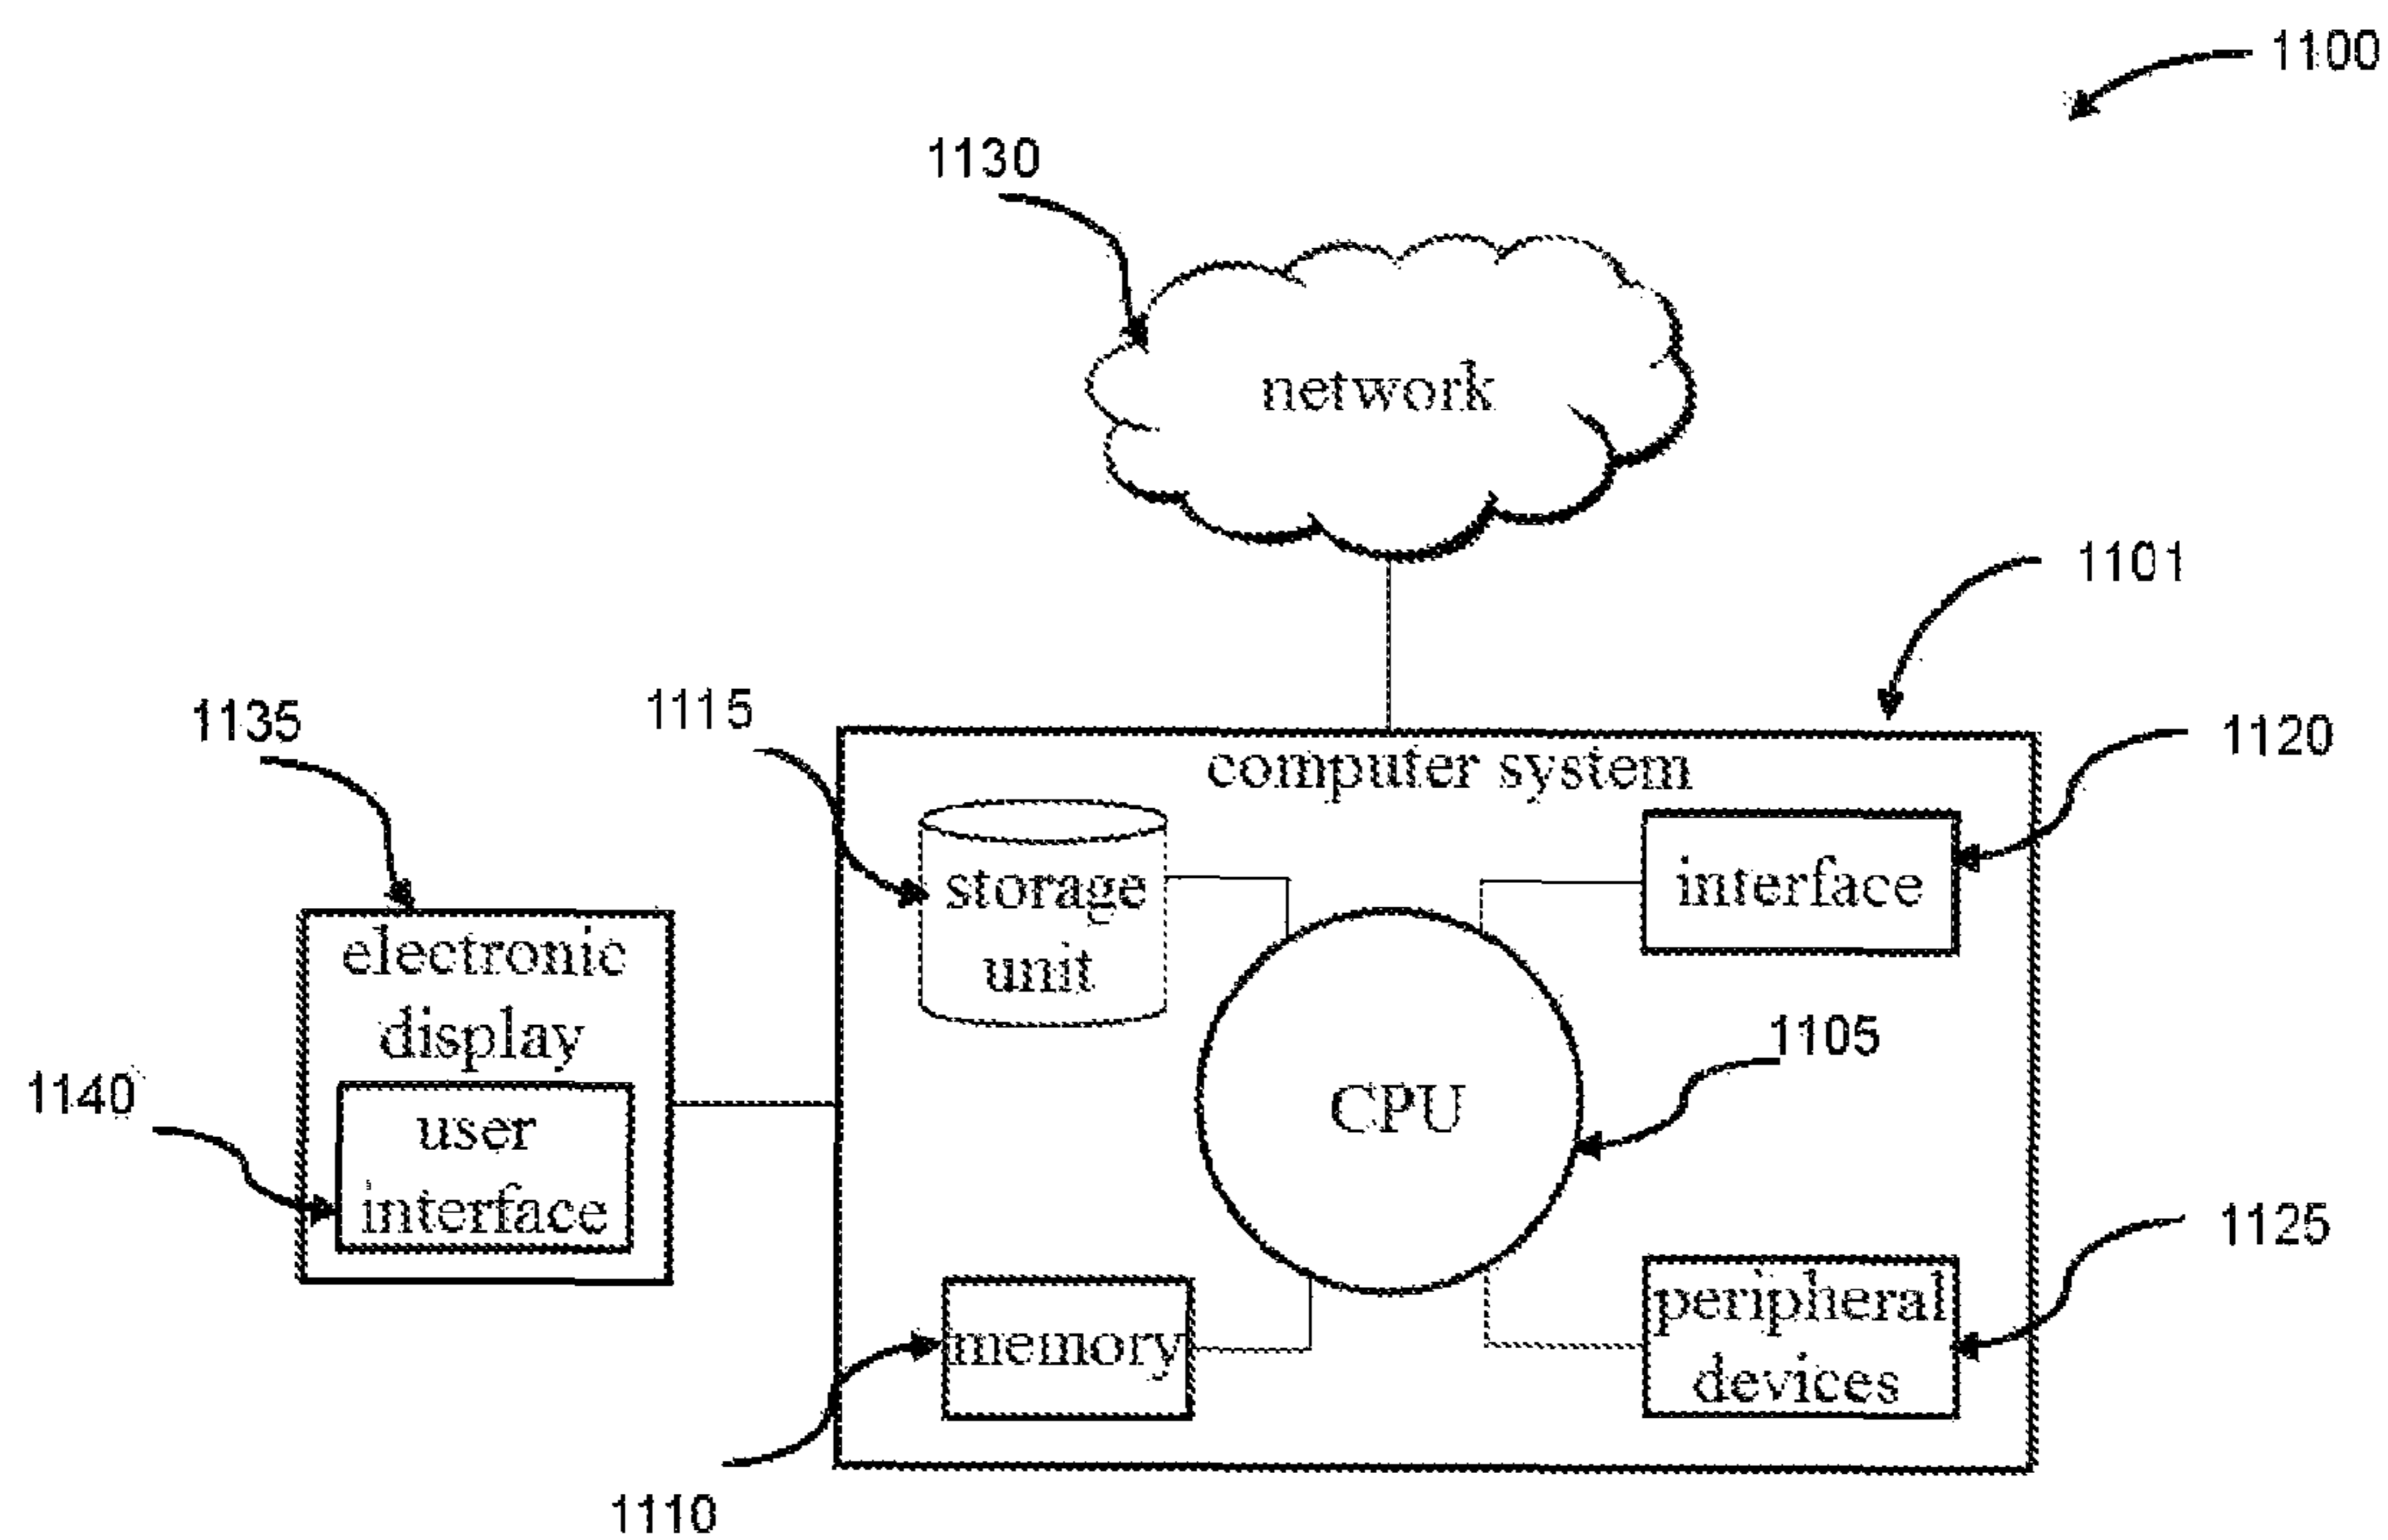 1100
1130
network
1101
1115
1135
computer system
1120
storage
unit
interface
electronic
display
1105
CPU
1140
user
interface
1125
peripheral
devices
memory
1110